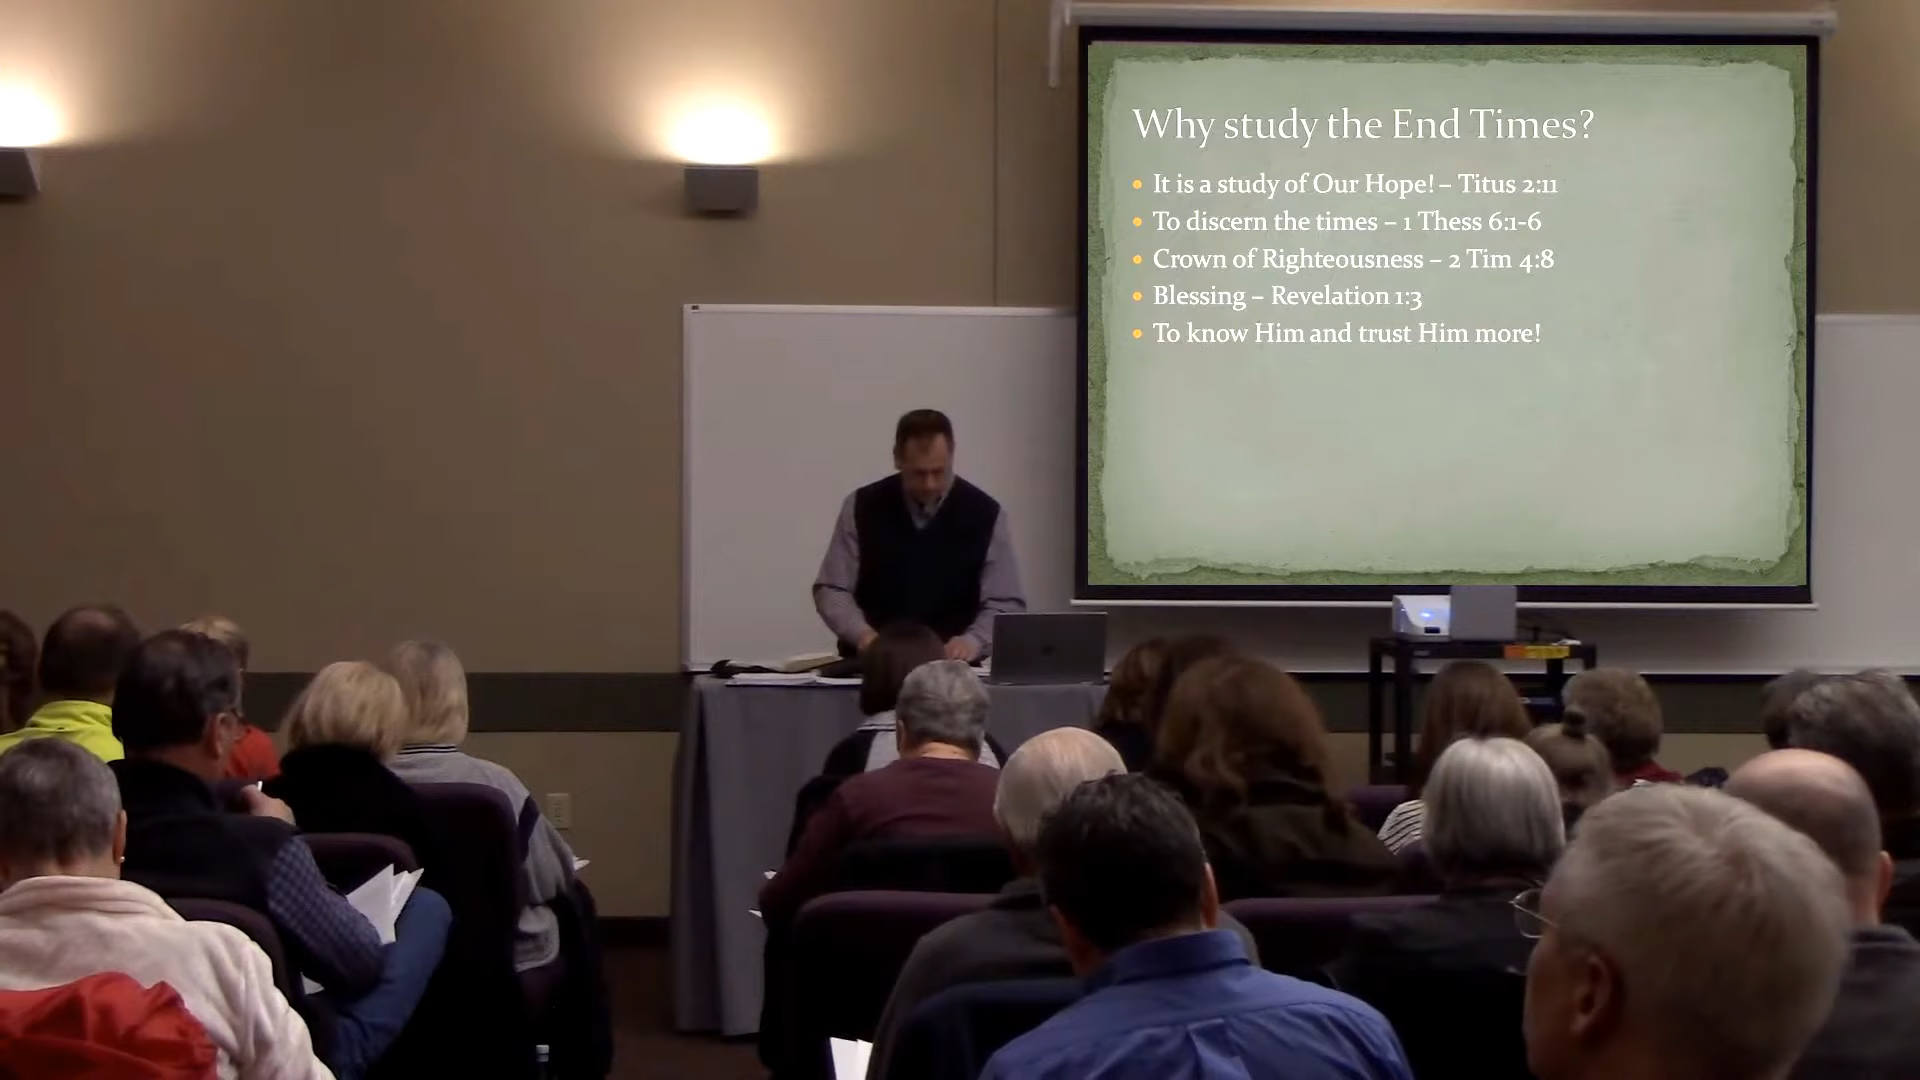 Why study the End Times?
• It is a study of Our Hope! – Titus 2:11
• To discern the times – 1 Thess 6:1-6
• Crown of Righteousness – 2 Tim 4:8
• Blessing – Revelation 1:3
• To know Him and trust Him more!